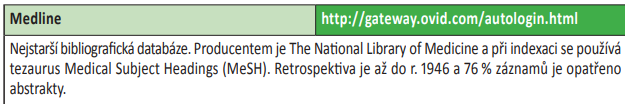 Medline http://gateway.ovid.com/autologin.html
Nejstarší bibliografická databáze. Producentem je The National Library of Medicine a při indexaci se používá
tezaurus Medical Subject Headings (MeSH). Retrospektiva je až do r. 1946 a 76 % záznamů je opatřeno
abstrakty.